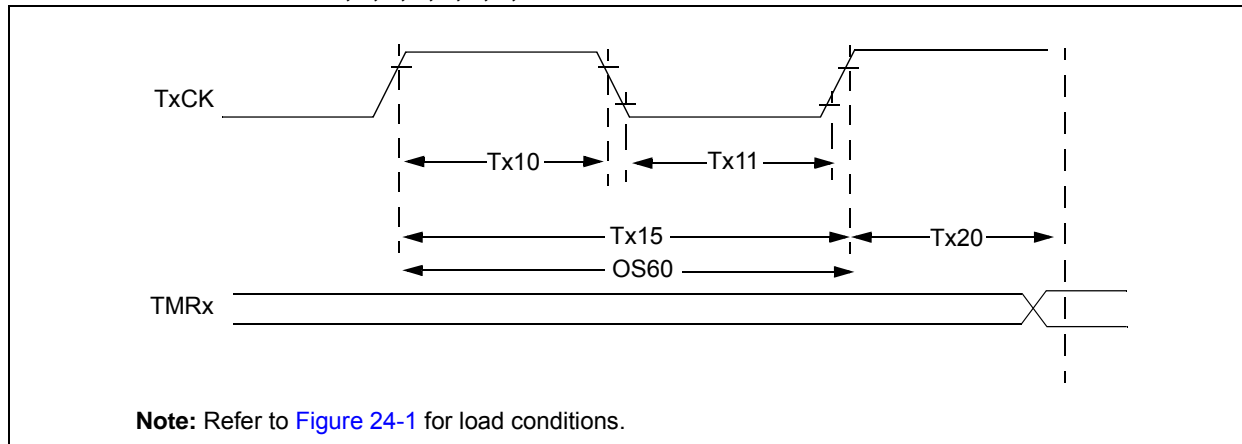 TxCK
Tx10
Tx11
Tx15
Tx20
OS60
TMRx
Note: Refer to Figure 24-1 for load conditions.